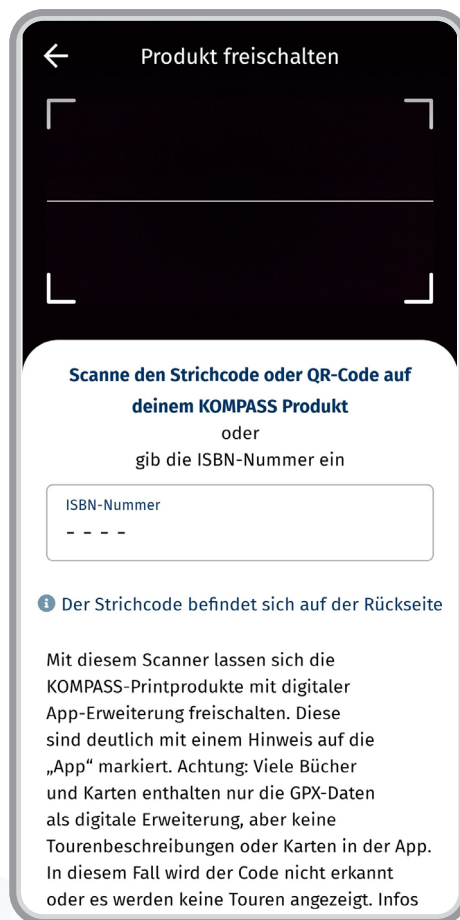 Produkt freischalten
Scanne den Strichcode oder QR-Code auf
deinem KOMPASS Produkt
oder
gib die ISBN-Nummer ein
ISBN-Nummer
- - - -
Der Strichcode befindet sich auf der Rückseite
Mit diesem Scanner lassen sich die
KOMPASS-Printprodukte mit digitaler
App-Erweiterung freischalten. Diese
sind deutlich mit einem Hinweis auf die
„App“ markiert. Achtung: Viele Bücher
und Karten enthalten nur die GPX-Daten
als digitale Erweiterung, aber keine
Tourenbeschreibungen oder Karten in der App.
In diesem Fall wird der Code nicht erkannt
oder es werden keine Touren angezeigt. Infos